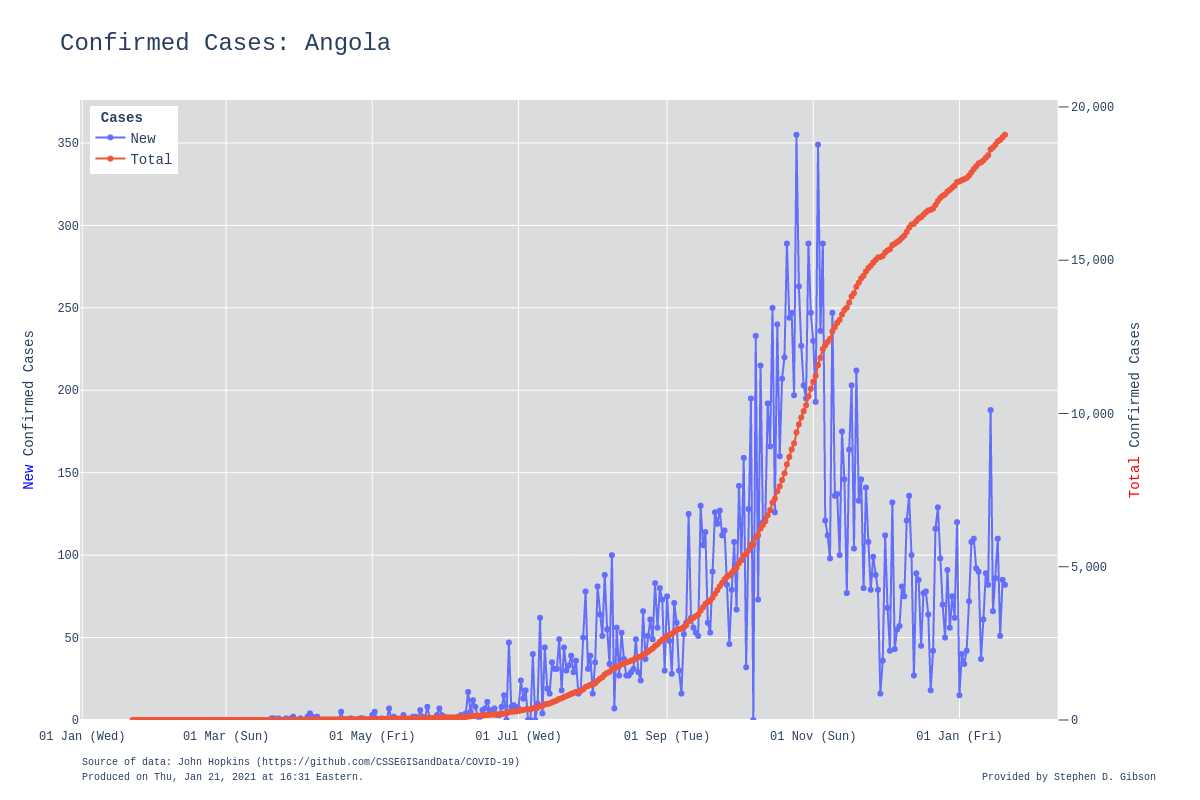 Confirmed Cases: Angola
Cases
New
Total
350
300
250
200
150
100
50
0
New Confirmed Cases
20,000
15,000
10,000
5,000
0
Total Confirmed Cases
01 Jan (Wed)
01 Mar (Sun)
01 May (Fri)
01 Jul (Wed)
01 Sep (Tue)
01 Nov (Sun)
01 Jan (Fri)
Source of data: John Hopkins (https://github.com/CSSEGISandData/COVID-19)
Produced on Thu, Jan 21, 2021 at 16:31 Eastern.
Provided by Stephen D. Gibson